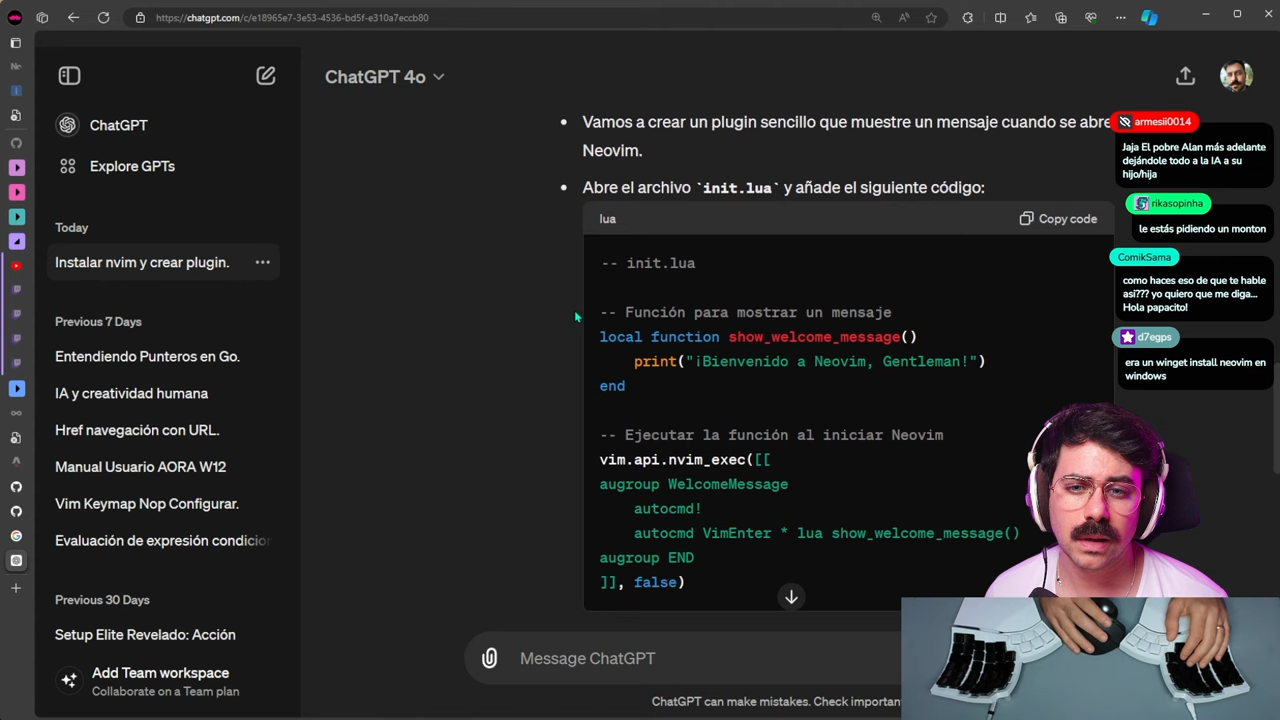 https://chatgpt.com/c/e18965e7-3e53-4536-bd5f-e310a7eccb80
ChatGPT 4o
ChatGPT
Explore GPTs
Today
Instalar nvim y crear plugin.
Previous 7 Days
Entendiendo Punteros en Go.
IA y creatividad humana
Href navegación con URL.
Manual Usuario AORA W12
Vim Keymap Nop Configurar.
Evaluación de expresión condicion
Previous 30 Days
Setup Elite Revelado: Acción
Add Team workspace
Collaborate on a Team plan
• Vamos a crear un plugin sencillo que muestre un mensaje cuando se abre
Neovim.
• Abre el archivo `init.lua` y añade el siguiente código:
lua
Copy code
-- init.lua
-- Función para mostrar un mensaje
local function show_welcome_message()
print("¡Bienvenido a Neovim, Gentleman!")
end
-- Ejecutar la función al iniciar Neovim
vim.api.nvim_exec([[
augroup WelcomeMessage
autocmd!
autocmd VimEnter * lua show_welcome_message()
augroup END
]], false)
Message ChatGPT
ChatGPT can make mistakes. Check important
armesii0014
Jaja El pobre Alan más adelante
dejándole todo a la IA a su
hijo/hija
rikasopinha
le estás pidiendo un monton
ComikSama
como haces eso de que te hable
asi??? yo quiero que me diga...
Hola papacito!
d7egps
era un winget install neovim en
windows